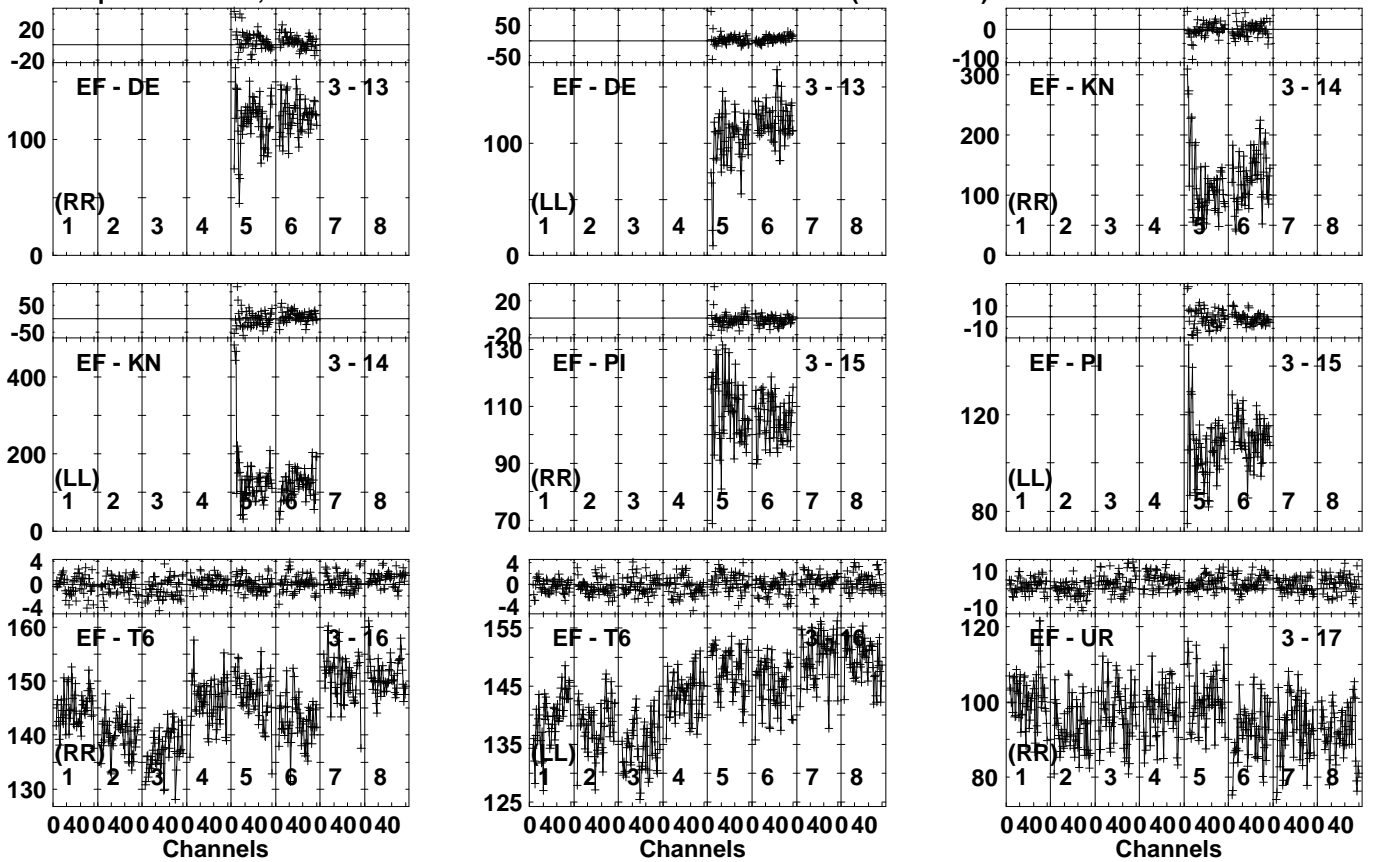 20
-20
EF - DE 3 - 13
100
(RR)
1 2 3 4 5 6 7 8
0
50
-50
EF - DE 3 - 13
100
(LL)
1 2 3 4 5 6 7 8
0
0
-100
300
EF - KN 3 - 14
200
100
(RR)
1 2 3 4 5 6 7 8
0
50
-50
EF - KN 3 - 14
400
200
(LL)
1 2 3 4 5 6 7 8
0
20
-20
130
EF - PI 3 - 15
110
90
(RR)
1 2 3 4 5 6 7 8
70
10
-10
EF - PI 3 - 15
120
(LL)
1 2 3 4 5 6 7 8
80
4
0
-4
160
EF - T6 3 - 16
150
140
(RR)
1 2 3 4 5 6 7 8
130
0 40 0 40 0 40 0 40 0 40 0 40 0 40 0 40
Channels
4
0
-4
155
EF - T6 3 - 16
145
135
(LL)
1 2 3 4 5 6 7 8
125
0 40 0 40 0 40 0 40 0 40 0 40 0 40 0 40
Channels
10
-10
120
EF - UR 3 - 17
100
(RR)
80
1 2 3 4 5 6 7 8
0 40 0 40 0 40 0 40 0 40 0 40 0 40 0 40
Channels